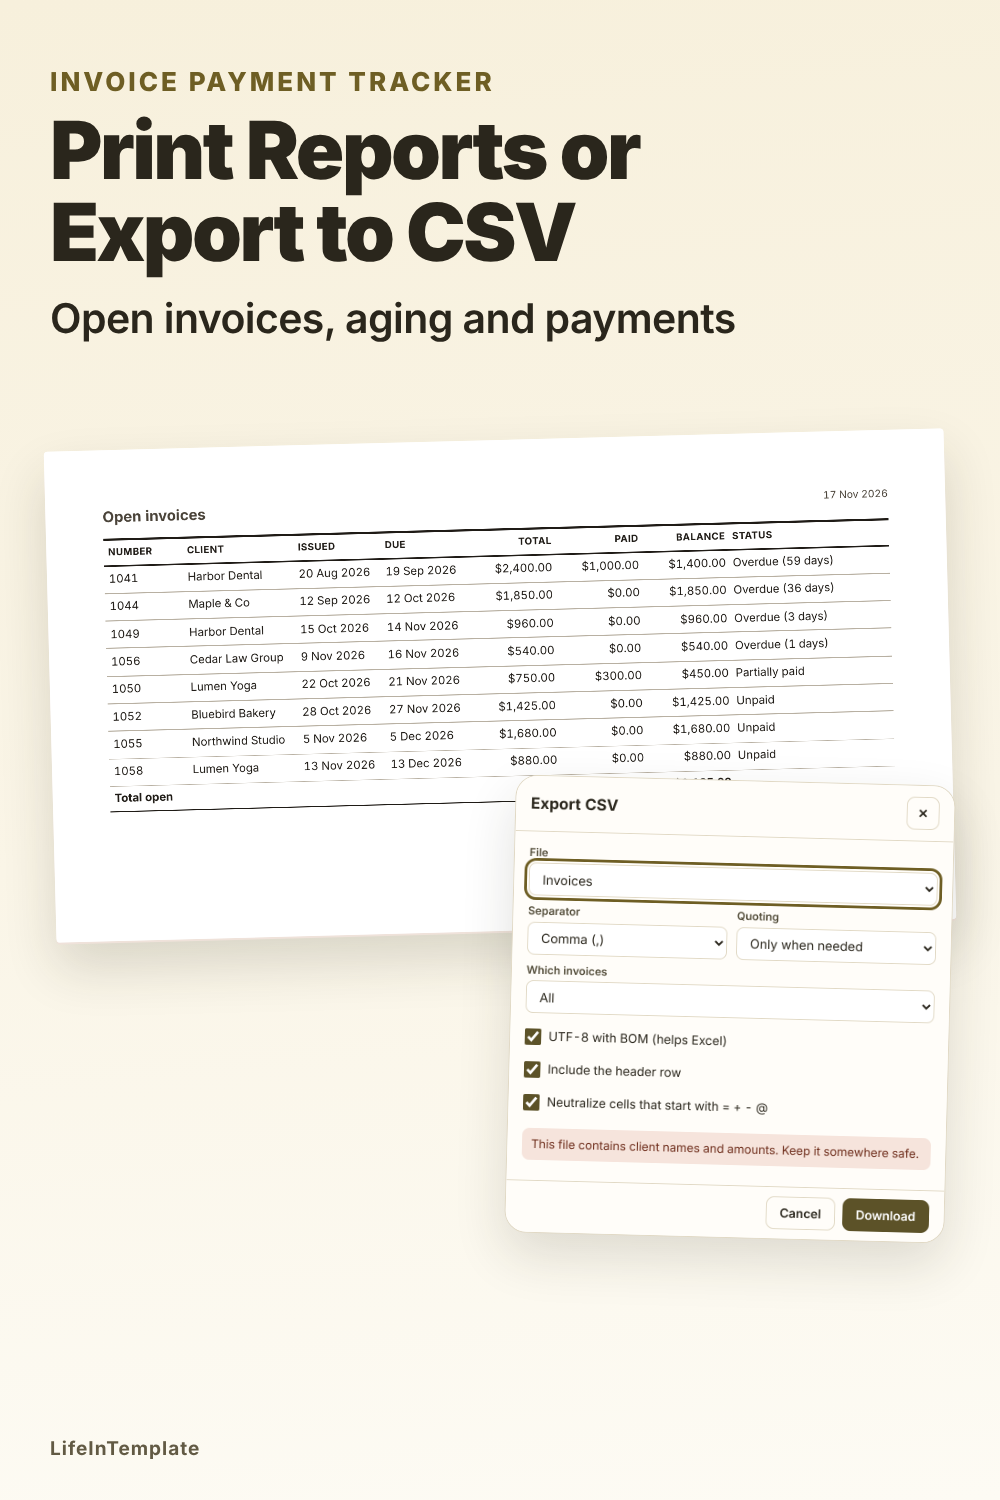 INVOICE PAYMENT TRACKER
Print Reports or
Export to CSV
Open invoices, aging and payments
17 Nov 2026
Open invoices
NUMBER CLIENT ISSUED DUE TOTAL PAID BALANCE STATUS
1041 Harbor Dental 20 Aug 2026 19 Sep 2026 $2,400.00 $1,000.00 $1,400.00 Overdue (59 days)
1044 Maple & Co 12 Sep 2026 12 Oct 2026 $1,850.00 $0.00 $1,850.00 Overdue (36 days)
1049 Harbor Dental 15 Oct 2026 14 Nov 2026 $960.00 $0.00 $960.00 Overdue (3 days)
1056 Cedar Law Group 9 Nov 2026 16 Nov 2026 $540.00 $0.00 $540.00 Overdue (1 days)
1050 Lumen Yoga 22 Oct 2026 21 Nov 2026 $750.00 $300.00 $450.00 Partially paid
1052 Bluebird Bakery 28 Oct 2026 27 Nov 2026 $1,425.00 $0.00 $1,425.00 Unpaid
1055 Northwind Studio 5 Nov 2026 5 Dec 2026 $1,680.00 $0.00 $1,680.00 Unpaid
1058 Lumen Yoga 13 Nov 2026 13 Dec 2026 $880.00 $0.00 $880.00 Unpaid
Total open
Export CSV
×
File
Invoices
Separator Quoting
Comma (,) Only when needed
Which invoices
All
UTF-8 with BOM (helps Excel)
Include the header row
Neutralize cells that start with = + - @
This file contains client names and amounts. Keep it somewhere safe.
Cancel Download
LifeInTemplate